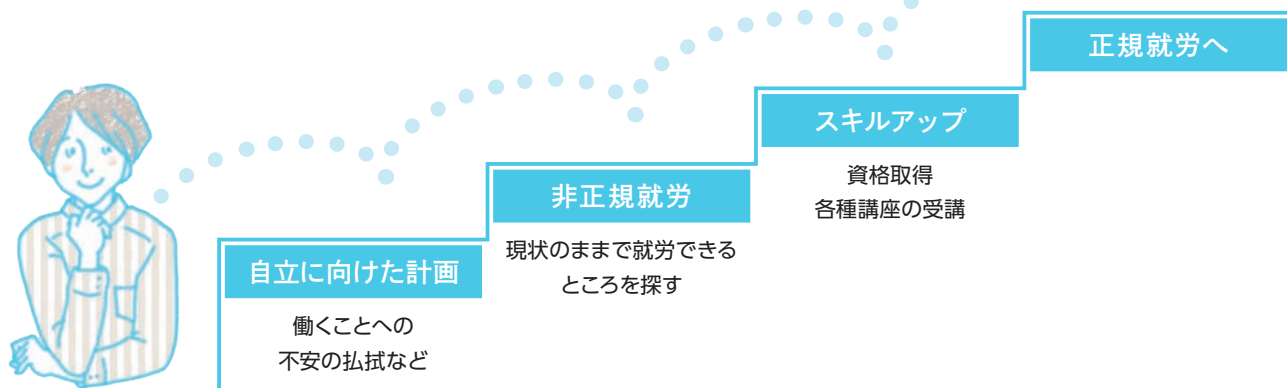 自立に向けた計画
働くことへの
不安の払拭など
非正規就労
現状のままで就労できる
ところを探す
スキルアップ
資格取得
各種講座の受講
正規就労へ